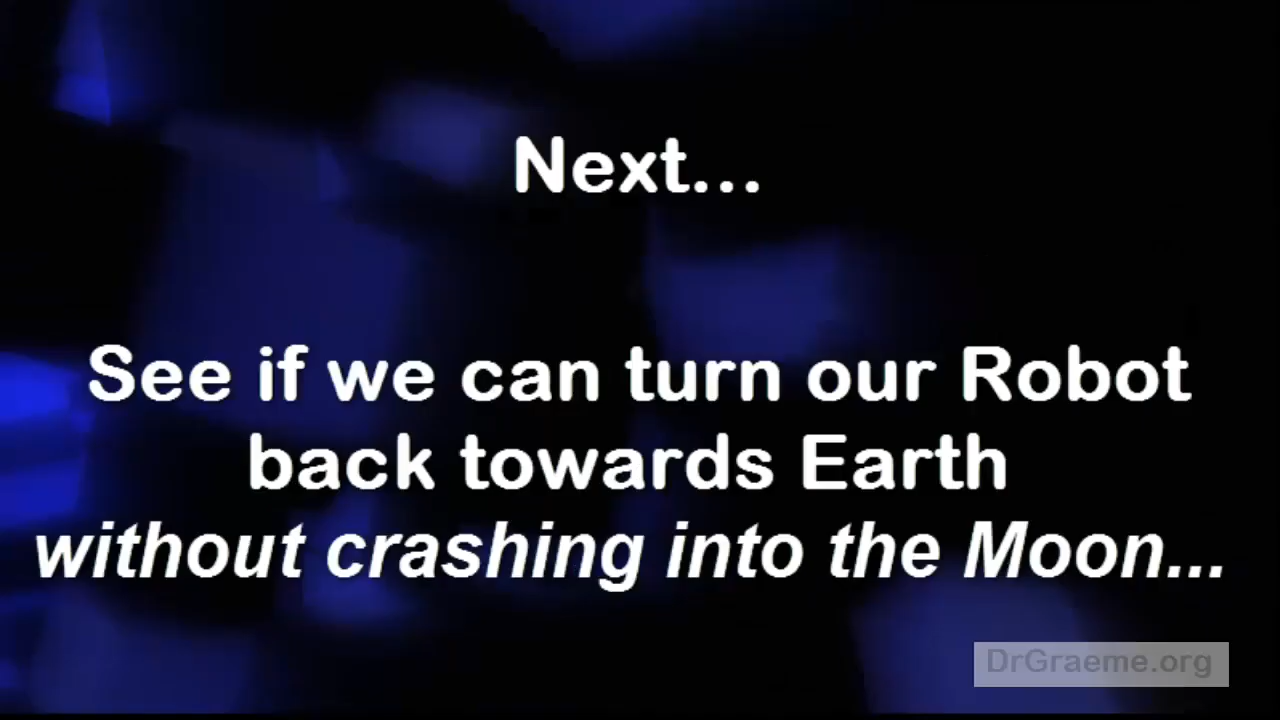 Next...
See if we can turn our Robot
back towards Earth
without crashing into the Moon...
DrGraeme.org